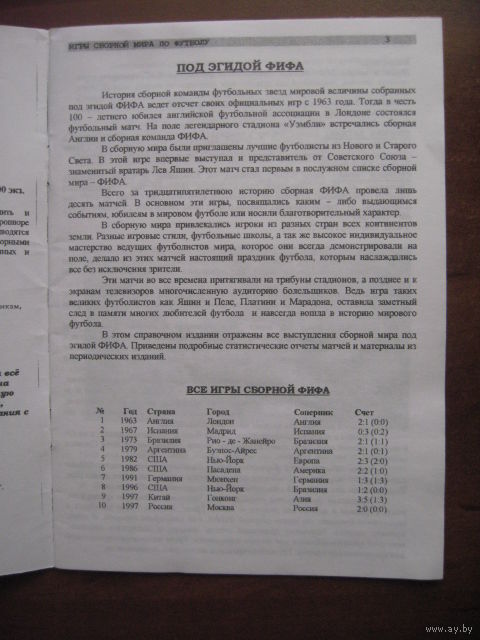 ИГРЫ СБОРНОЙ МИРА ПО ФУТБОЛУ 3
ПОД ЭГИДОЙ ФИФА
История сборной команды футбольных звезд мировой величины собранных
под эгидой ФИФА ведет отсчет своих официальных игр с 1963 года. Тогда в честь
100 – летнего юбилея английской футбольной ассоциации в Лондоне состоялся
футбольный матч. На поле легендарного стадиона «Уэмбли» встречались сборная
Англии и сборная команда ФИФА.
В сборную мира были приглашены лучшие футболисты из Нового и Старого
Света. В этой игре впервые выступал и представитель от Советского Союза –
знаменитый вратарь Лев Яшин. Этот матч стал первым в послужном списке сборной
мира – ФИФА.
Всего за тридцатипятилетнюю историю сборная ФИФА провела лишь
десять матчей. В основном эти игры, посвящались каким – либо выдающимся
событиям, юбилеям в мировом футболе или носили благотворительный характер.
В сборную мира привлекались игроки из разных стран всех континентов
земли. Разные игровые стили, футбольные школы, а так же высокое индивидуальное
мастерство ведущих футболистов мира, которое они всегда демонстрировали на
поле, делало из этих матчей настоящий праздник футбола, которым наслаждались
все без исключения зрители.
Эти матчи во все времена притягивали на трибуны стадионов, а позднее и к
экранам телевизоров многочисленную аудиторию болельщиков. Ведь игра таких
великих футболистов как Яшин и Пеле, Платини и Марадона, оставила заметный
след в памяти многих любителей футбола и навсегда вошла в историю мирового
футбола.
В этом справочном издании отражены все выступления сборной мира под
эгидой ФИФА. Приведены подробные статистические отчеты матчей и материалы из
периодических изданий.
ВСЕ ИГРЫ СБОРНОЙ ФИФА
№ Год Страна Город Соперник Счет
1 1963 Англия Лондон Англия 2:1 (0:0)
2 1967 Испания Мадрид Испания 0:3 (0:2)
3 1973 Бразилия Рио - де - Жанейро Бразилия 2:1 (1:1)
4 1979 Аргентина Буэнос-Айрес Аргентина 2:1 (0:1)
5 1982 США Нью-Йорк Европа 2:3 (2:0)
6 1986 США Пасадена Америка 2:2 (1:0)
7 1991 Германия Мюнхен Германия 1:3 (1:3)
8 1996 США Нью-Йорк Бразилия 1:2 (0:0)
9 1997 Китай Гонконг Азия 3:5 (1:3)
10 1997 Россия Москва Россия 2:0 (0:0)
www.ay.by